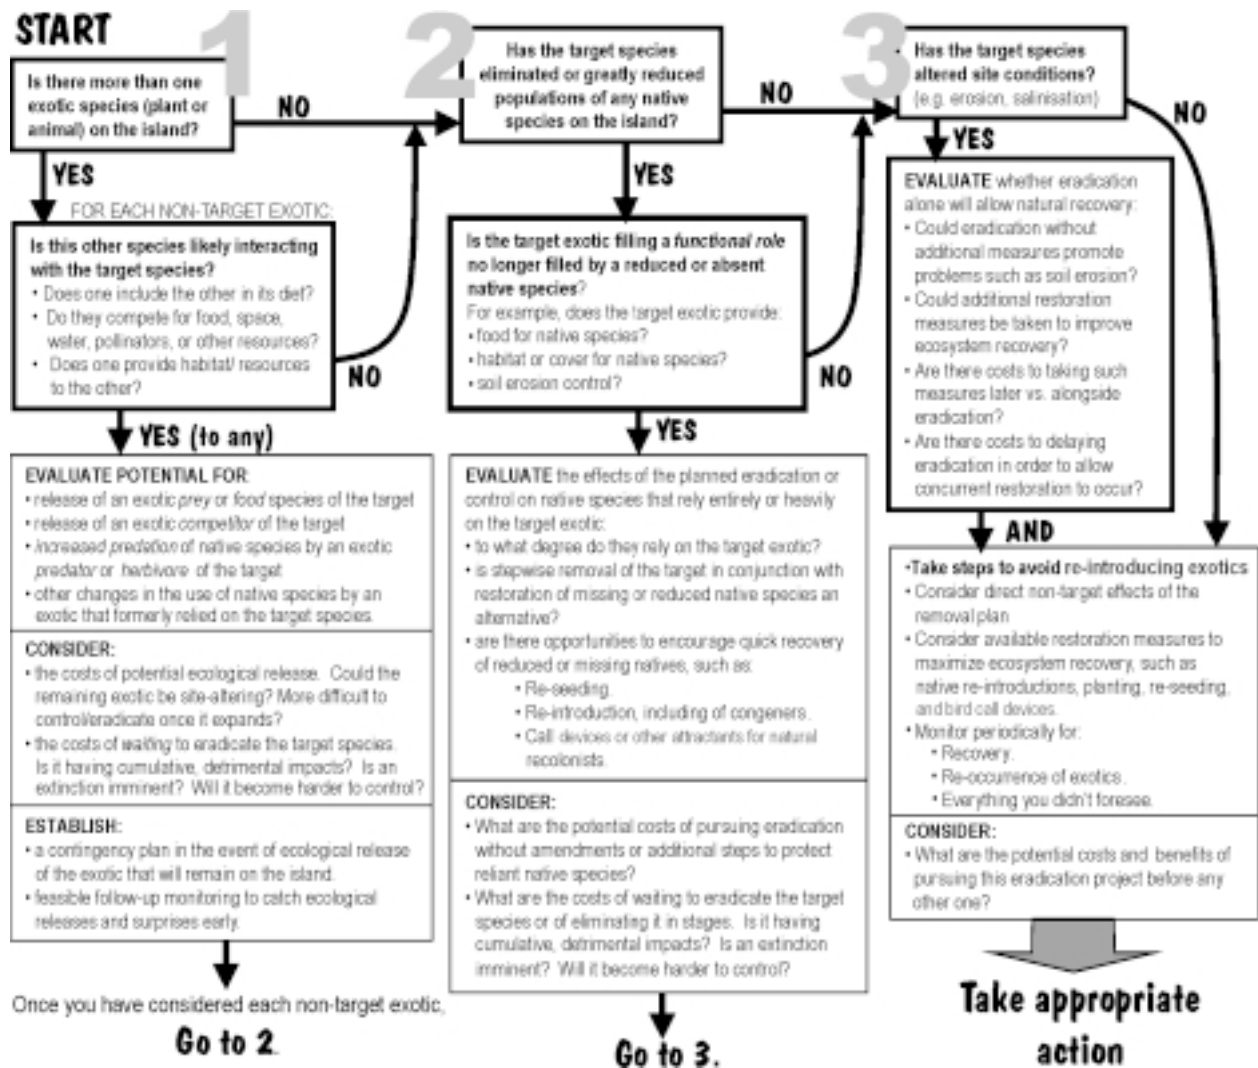 START
1
Is there more than one
exotic species (plant or
animal) on the island?
NO
YES
FOR EACH NON-TARGET EXOTIC:
Is this other species likely interacting
with the target species?
• Does one include the other in its diet?
• Do they compete for food, space,
water, pollinators, or other resources?
• Does one provide habitat/ resources
to the other?
NO
YES (to any)
EVALUATE POTENTIAL FOR
• release of an exotic prey or food species of the target
• release of an exotic competitor of the target
• increased predation of native species by an exotic
predator or herbivore of the target
• other changes in the use of native species by an
exotic that formerly relied on the target species.
CONSIDER:
• the costs of potential ecological release. Could the
remaining exotic be site-altering? More difficult to
control/eradicate once it expands?
• the costs of waiting to eradicate the target species.
Is it having cumulative, detrimental impacts? Is an
extinction imminent? Will it become harder to control?
ESTABLISH:
• a contingency plan in the event of ecological release
of the exotic that will remain on the island.
• feasible follow-up monitoring to catch ecological
releases and surprises early.
Once you have considered each non-target exotic,
Go to 2.
2
Has the target species
eliminated or greatly reduced
populations of any native
species on the island?
NO
YES
Is the target exotic filling a functional role
no longer filled by a reduced or absent
native species?
For example, does the target exotic provide:
• food for native species?
• habitat or cover for native species?
• soil erosion control?
NO
YES
EVALUATE the effects of the planned eradication or
control on native species that rely entirely or heavily
on the target exotic:
• to what degree do they rely on the target exotic?
• is stepwise removal of the target in conjunction with
restoration of missing or reduced native species an
alternative?
• are there opportunities to encourage quick recovery
of reduced or missing natives, such as:
• Re-seeding.
• Re-introduction, including of congeners.
• Call devices or other attractants for natural
recolonists.
CONSIDER:
• What are the potential costs of pursuing eradication
without amendments or additional steps to protect
reliant native species?
• What are the costs of waiting to eradicate the target
species or of eliminating it in stages. Is it having
cumulative, detrimental impacts? Is an extinction
imminent? Will it become harder to control?
Go to 3.
3
• Has the target species
altered site conditions?
(e.g. erosion, salinisation)
NO
YES
EVALUATE whether eradication
alone will allow natural recovery:
• Could eradication without
additional measures promote
problems such as soil erosion?
• Could additional restoration
measures be taken to improve
ecosystem recovery?
• Are there costs to taking such
measures later vs. alongside
eradication?
• Are there costs to delaying
eradication in order to allow
concurrent restoration to occur?
AND
•Take steps to avoid re-introducing exotics
• Consider direct non-target effects of the
removal plan
• Consider available restoration measures to
maximize ecosystem recovery, such as
native re-introductions, planting, re-seeding,
and bird call devices.
• Monitor periodically for:
• Recovery.
• Re-occurrence of exotics.
• Everything you didn't foresee.
CONSIDER:
• What are the potential costs and benefits of
pursuing this eradication project before any
other one?
Take appropriate
action